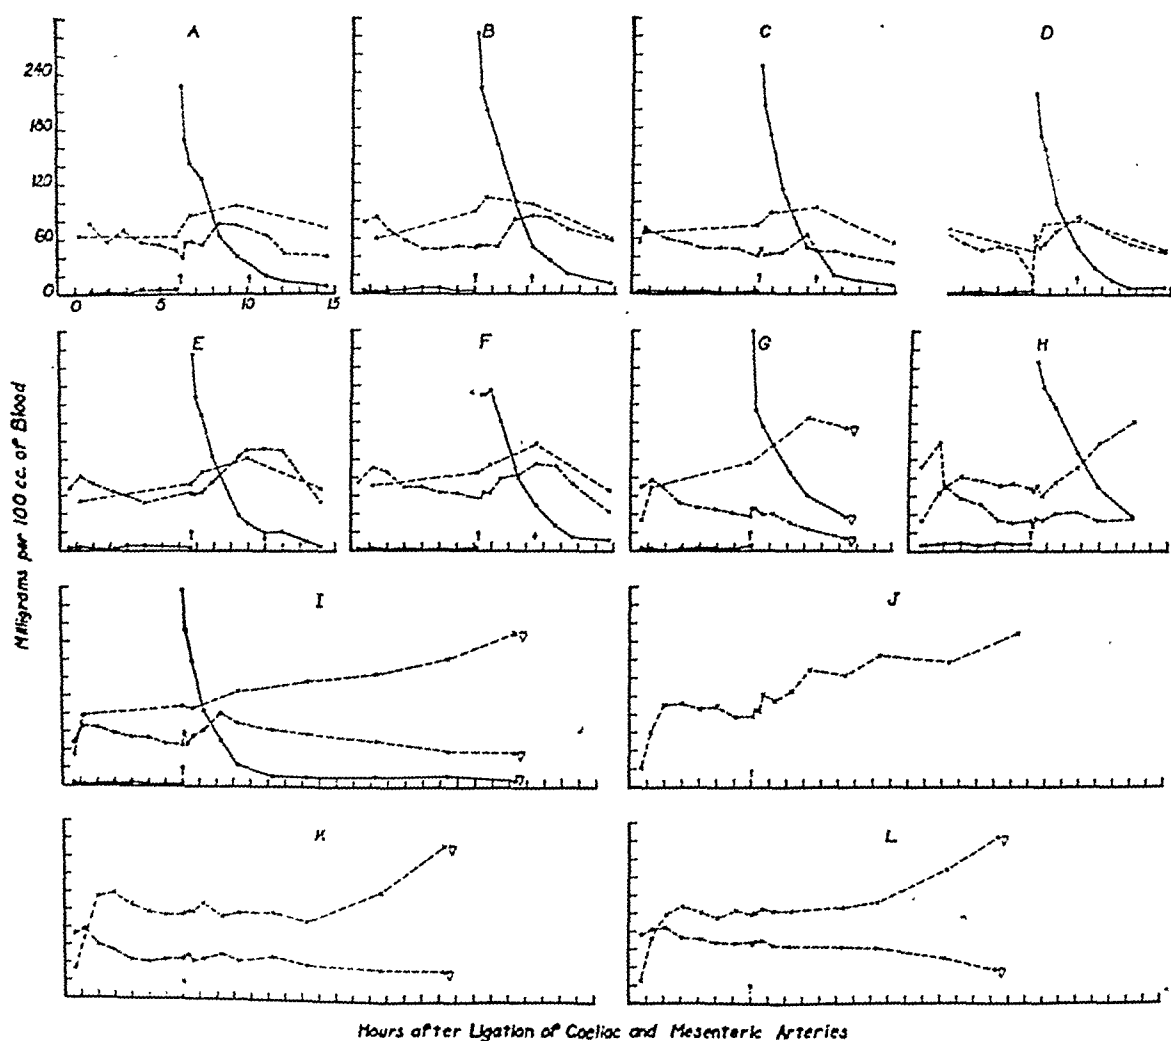 A B C D
240
180
120
60
0
0 5 10 15
E F G H
Milligrams per 100 cc. of Blood
I J
K L
Hours after Ligation of Coeliac and Mesenteric Arteries